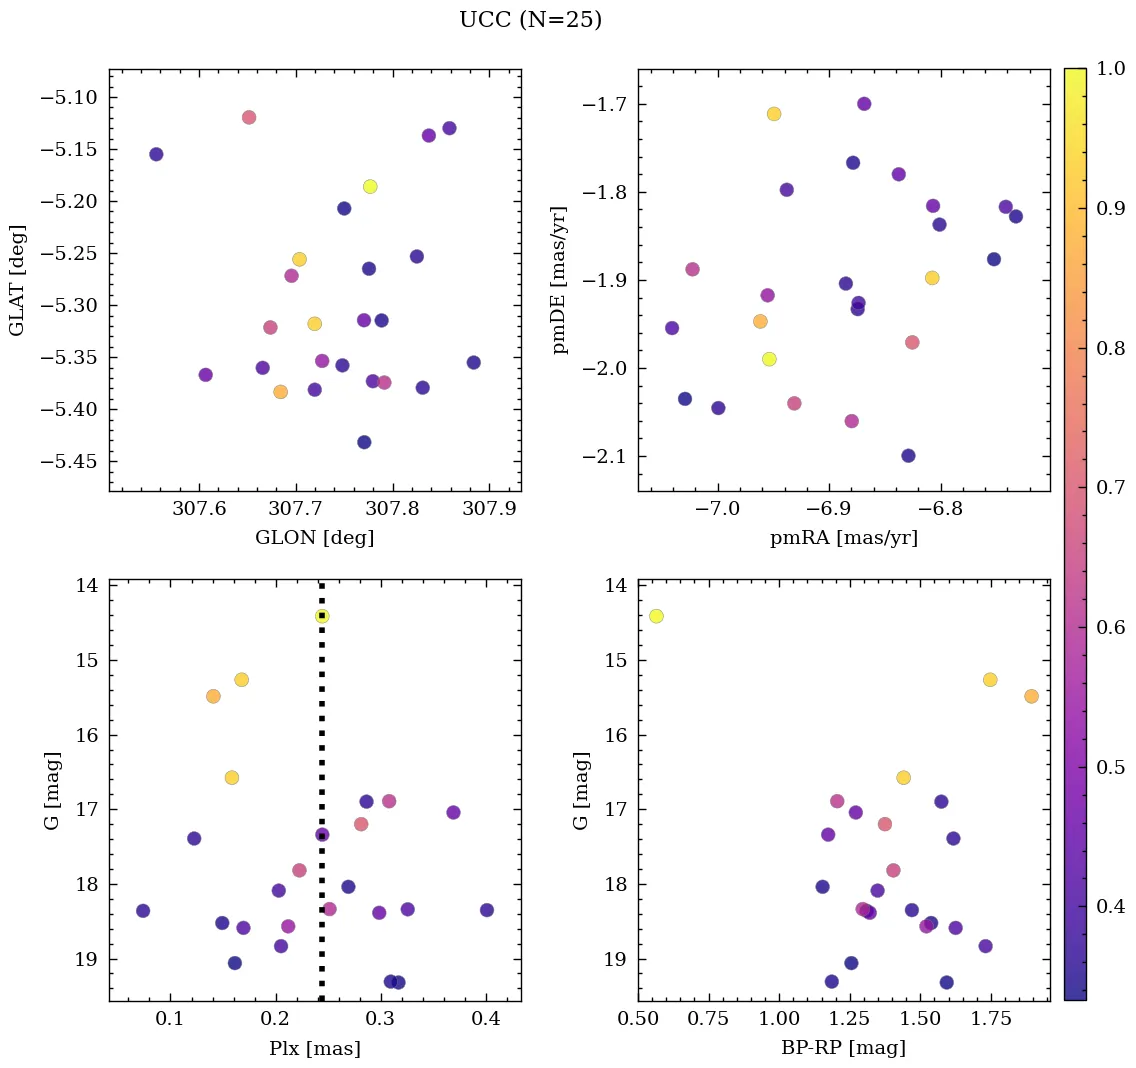 UCC (N=25)
−5.10
−5.15
−5.20
−5.25
−5.30
−5.35
−5.40
−5.45
GLAT [deg]
307.6 307.7 307.8 307.9
GLON [deg]
−1.7
−1.8
−1.9
−2.0
−2.1
pmDE [mas/yr]
−7.0 −6.9 −6.8
pmRA [mas/yr]
14
15
16
17
18
19
G [mag]
0.1 0.2 0.3 0.4
Plx [mas]
14
15
16
17
18
19
G [mag]
0.50 0.75 1.00 1.25 1.50 1.75
BP-RP [mag]
1.0
0.9
0.8
0.7
0.6
0.5
0.4